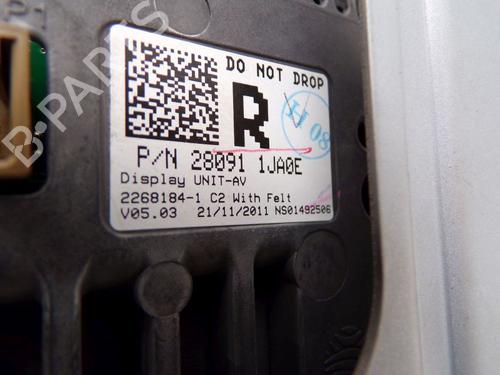 DO NOT DROP
R
P/N 28091 1JA0E
Display UNIT-AV
2268184-1 C2 With Felt
V05.03 21/11/2011 NS01492506
B-PARTS